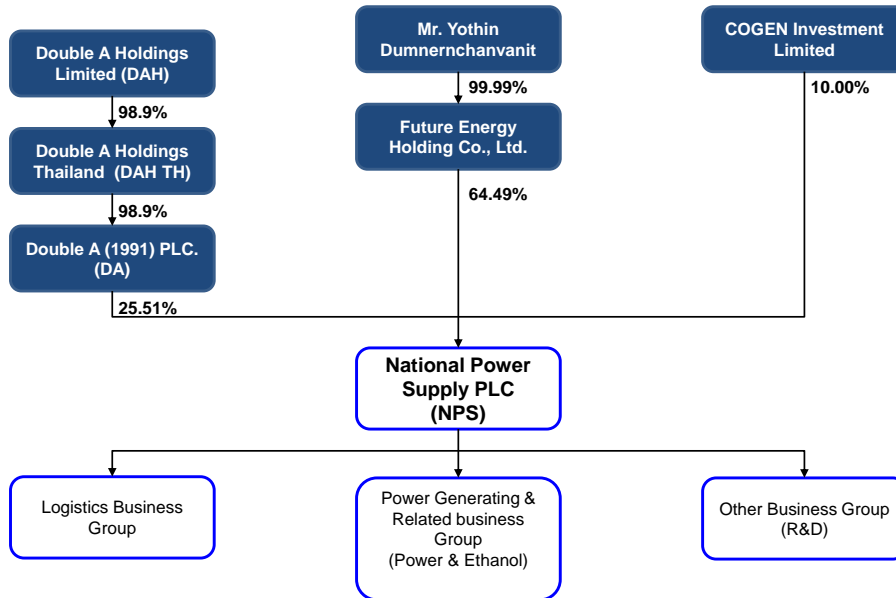 Double A Holdings
Limited (DAH)
98.9%
Double A Holdings
Thailand (DAH TH)
98.9%
Double A (1991) PLC.
(DA)
25.51%
Mr. Yothin
Dumnernchanvanit
99.99%
Future Energy
Holding Co., Ltd.
64.49%
COGEN Investment
Limited
10.00%
National Power
Supply PLC
(NPS)
Logistics Business
Group
Power Generating &
Related business
Group
(Power & Ethanol)
Other Business Group
(R&D)